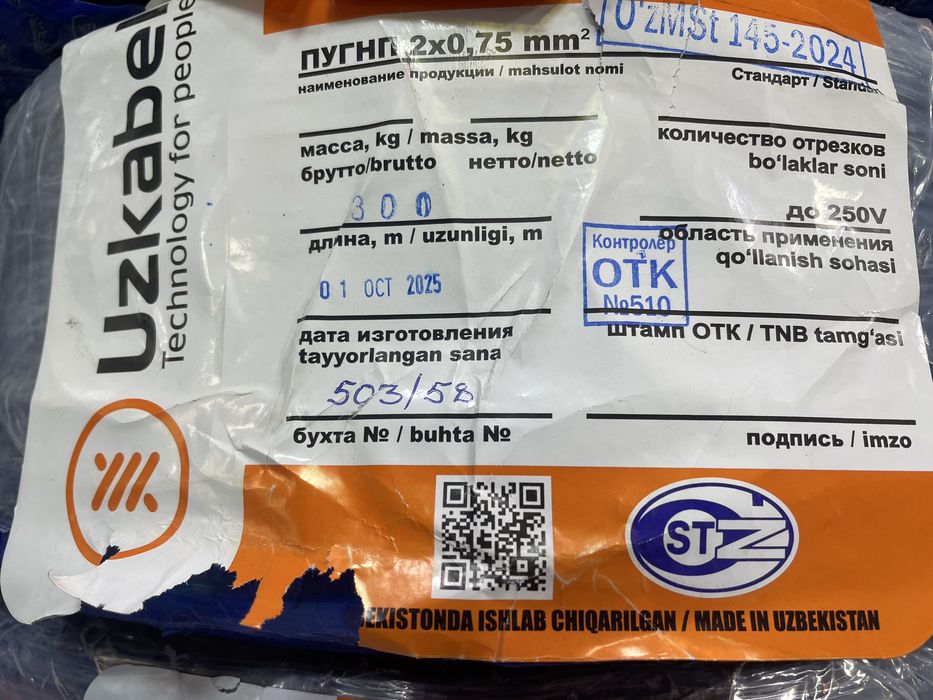 Uzkabel
Technology for people
ПУГНП 2x0,75 mm²
наименование продукции / mahsulot nomi
O'zMSt 145-2024
Стандарт /
масса, kg / massa, kg
брутто/brutto нетто/netto
количество отрезков
bo'laklar soni
300
длина, m / uzunligi, m
до 250V
область применения
qo'llanish sohasi
01 OCT 2025
дата изготовления
tayyorlangan sana
Контролер
ОТК
№510
штамп ОТК / TNB tamg'asi
503/58
бухта № / buhta №
подпись / imzo
ST
EKISTONDA ISHLAB CHIQARILGAN / MADE IN UZBEKISTAN